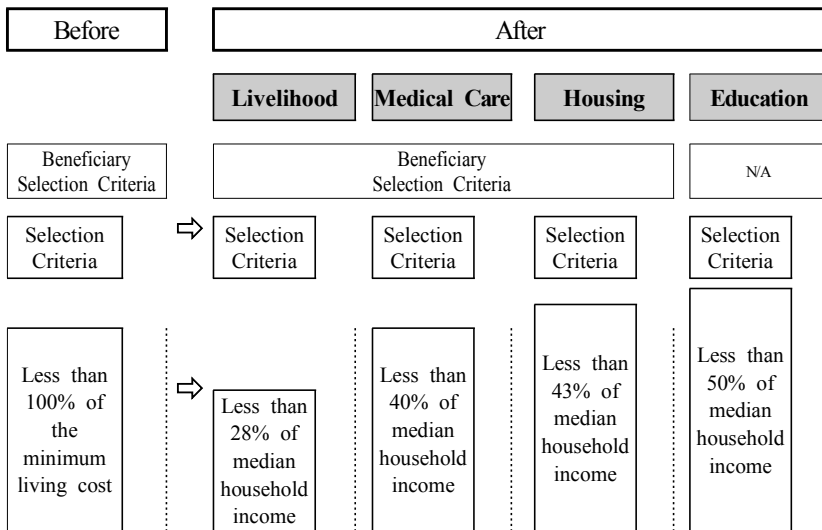 Before
After
Livelihood
Medical Care
Housing
Education
Beneficiary
Selection Criteria
Beneficiary
Selection Criteria
N/A
Selection
Criteria
⇨
Selection
Criteria
Selection
Criteria
Selection
Criteria
Selection
Criteria
Less than
100% of
the
minimum
living cost
⇨
Less than
28% of
median
household
income
Less than
40% of
median
household
income
Less than
43% of
median
household
income
Less than
50% of
median
household
income